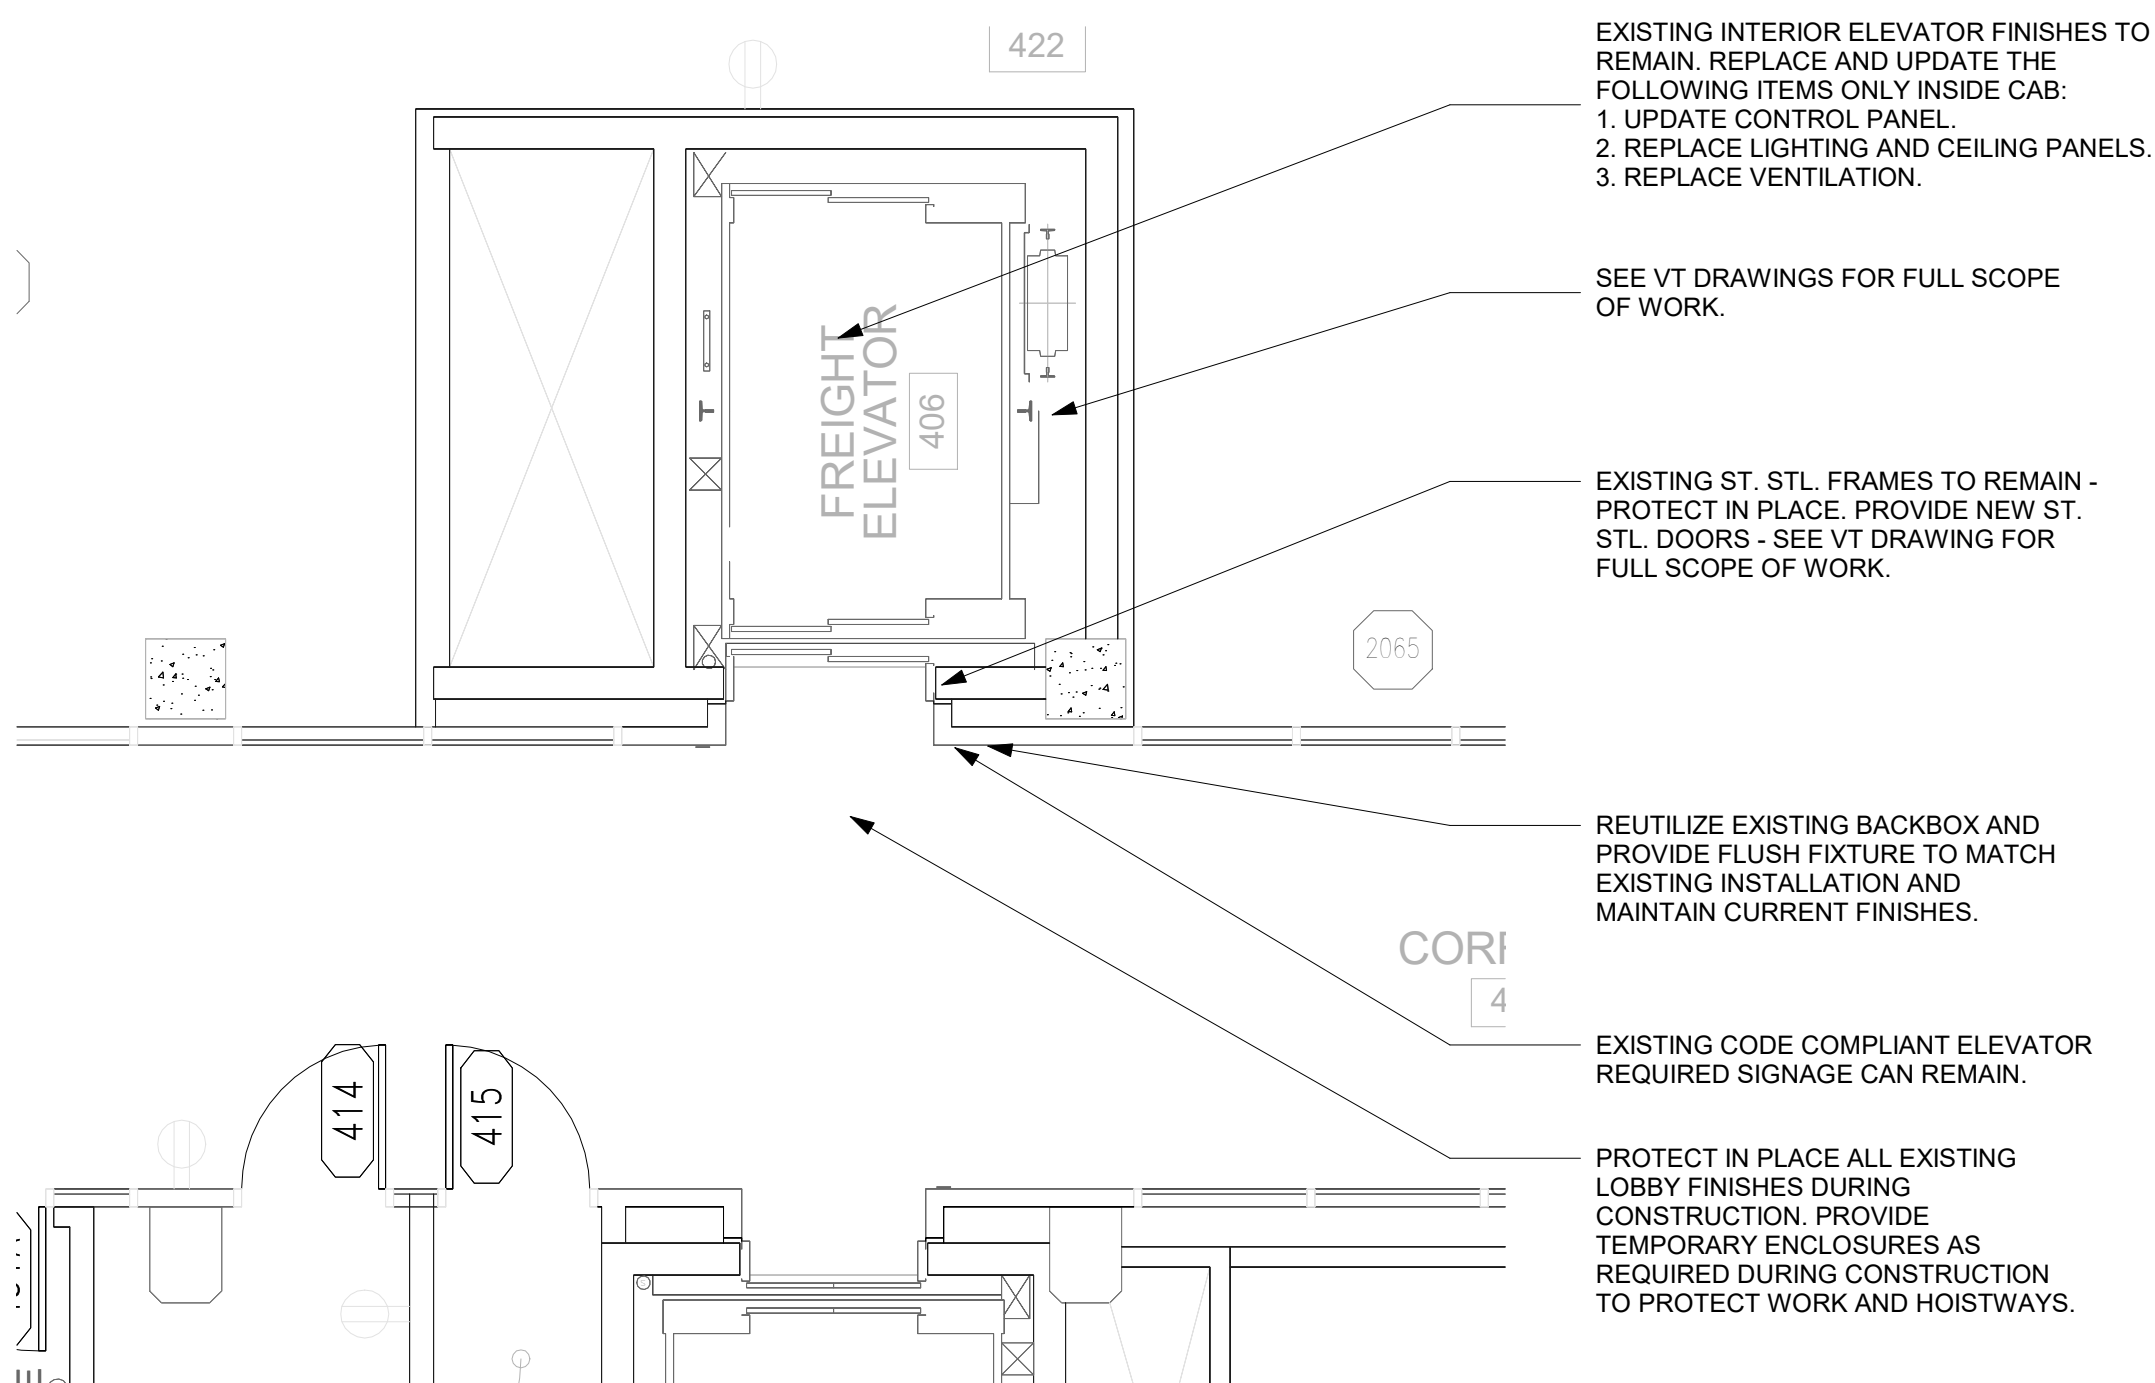 422
EXISTING INTERIOR ELEVATOR FINISHES TO
REMAIN. REPLACE AND UPDATE THE
FOLLOWING ITEMS ONLY INSIDE CAB:
1. UPDATE CONTROL PANEL.
2. REPLACE LIGHTING AND CEILING PANELS.
3. REPLACE VENTILATION.
SEE VT DRAWINGS FOR FULL SCOPE
OF WORK.
FREIGHT
ELEVATOR
406
EXISTING ST. STL. FRAMES TO REMAIN -
PROTECT IN PLACE. PROVIDE NEW ST.
STL. DOORS - SEE VT DRAWING FOR
FULL SCOPE OF WORK.
2065
REUTILIZE EXISTING BACKBOX AND
PROVIDE FLUSH FIXTURE TO MATCH
EXISTING INSTALLATION AND
MAINTAIN CURRENT FINISHES.
4
EXISTING CODE COMPLIANT ELEVATOR
REQUIRED SIGNAGE CAN REMAIN.
414
415
PROTECT IN PLACE ALL EXISTING
LOBBY FINISHES DURING
CONSTRUCTION. PROVIDE
TEMPORARY ENCLOSURES AS
REQUIRED DURING CONSTRUCTION
TO PROTECT WORK AND HOISTWAYS.